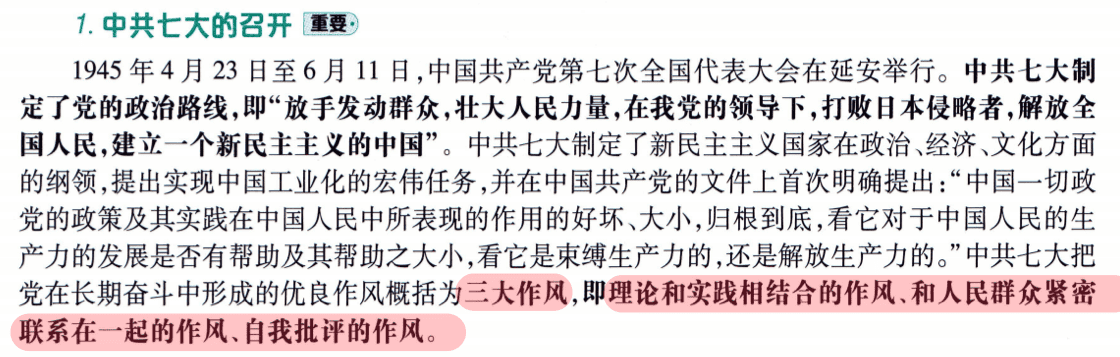 1. 中共七大的召开 重要
1945 年 4 月 23 日至 6 月 11 日,中国共产党第七次全国代表大会在延安举行。中共七大制
定了党的政治路线,即“放手发动群众,壮大人民力量,在我党的领导下,打败日本侵略者,解放全
国人民,建立一个新民主主义的中国”。中共七大制定了新民主主义国家在政治、经济、文化方面
的纲领,提出实现中国工业化的宏伟任务,并在中国共产党的文件上首次明确提出:“中国一切政
党的政策及其实践在中国人民中所表现的作用的好坏、大小,归根到底,看它对于中国人民的生
产力的发展是否有帮助及其帮助之大小,看它是束缚生产力的,还是解放生产力的。”中共七大把
党在长期奋斗中形成的优良作风概括为三大作风,即理论和实践相结合的作风、和人民群众紧密
联系在一起的作风、自我批评的作风。